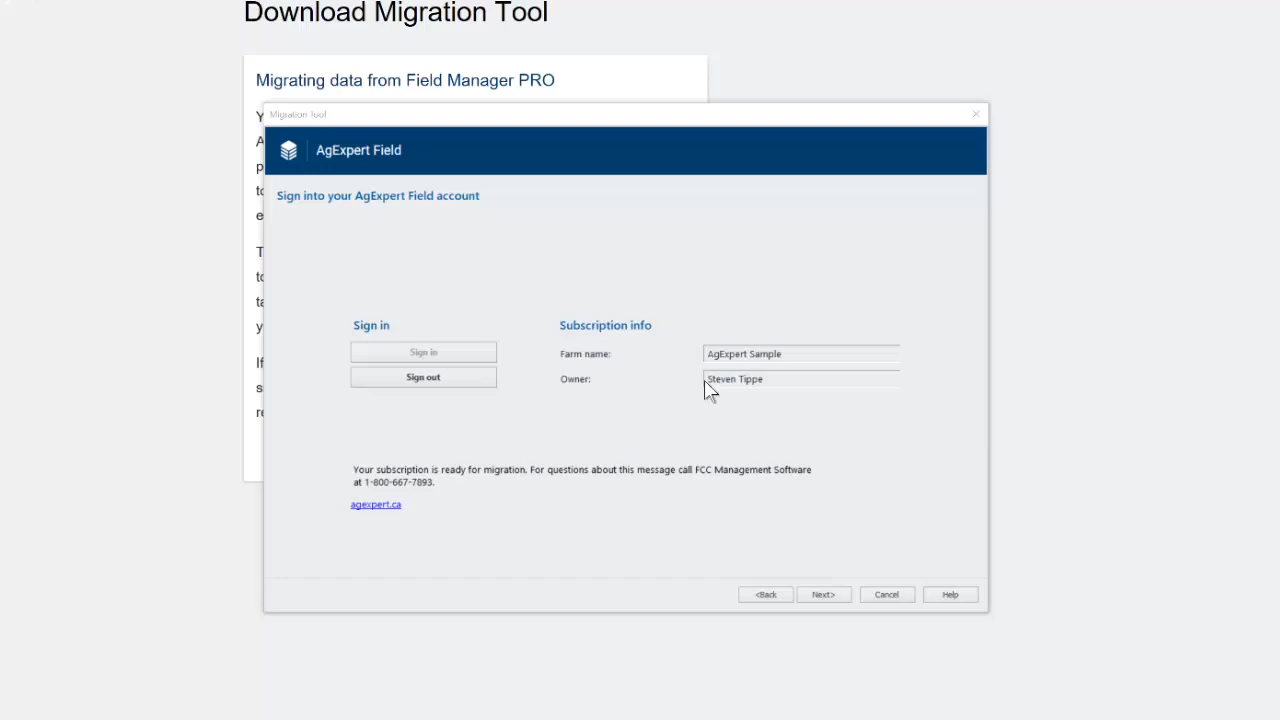 Download Migration Tool
Migrating data from Field Manager PRO
Migration Tool
AgExpert Field
Sign into your AgExpert Field account
Sign in
Subscription info
Sign in
Farm name:
AgExpert Sample
Sign out
Owner:
Steven Tippe
Your subscription is ready for migration. For questions about this message call FCC Management Software
at 1-800-667-7893.
agexpert.ca
<Back
Next>
Cancel
Help